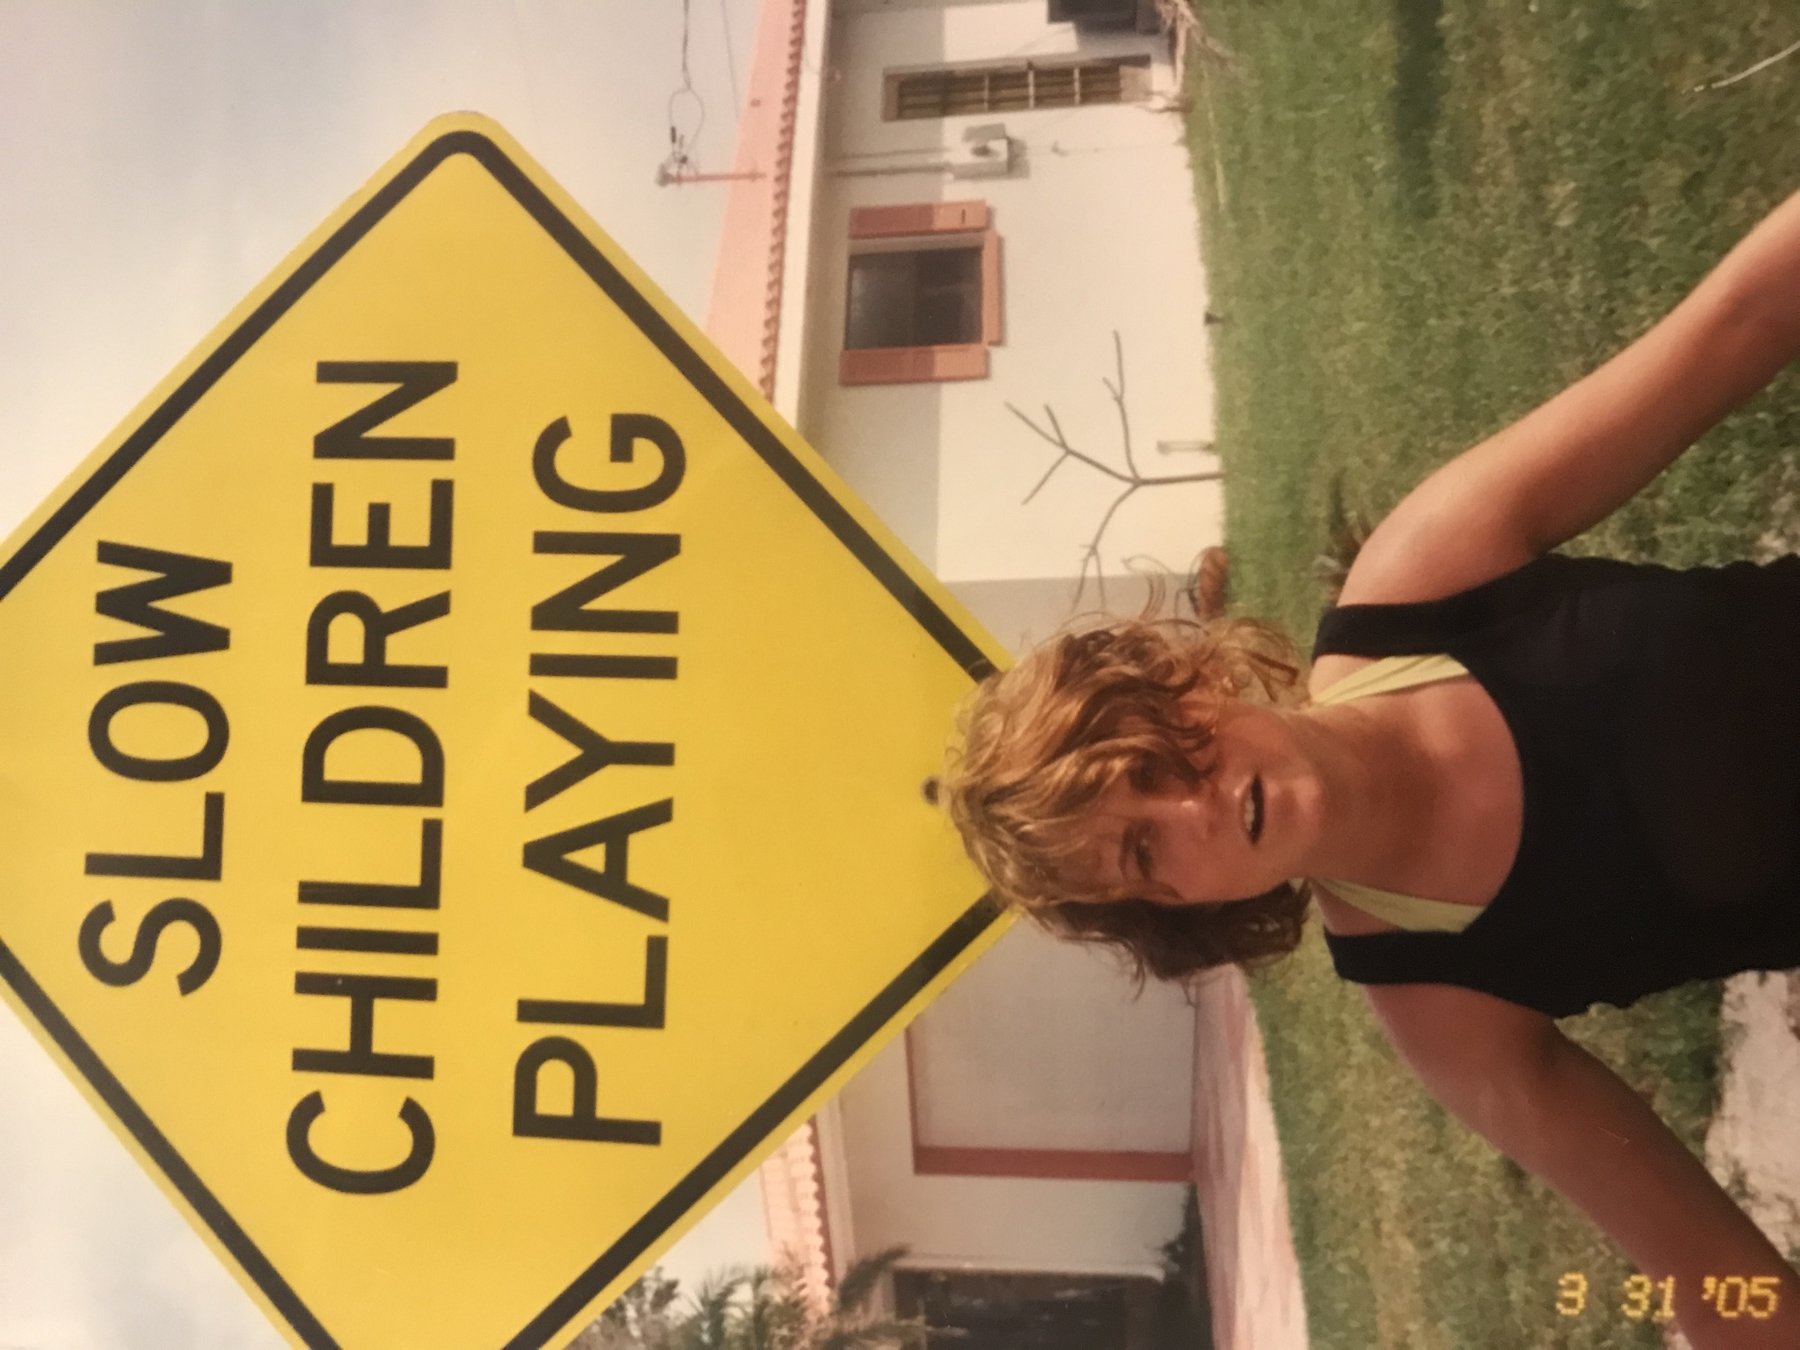 SLOW
CHILDREN
PLAYING
3 31 '05